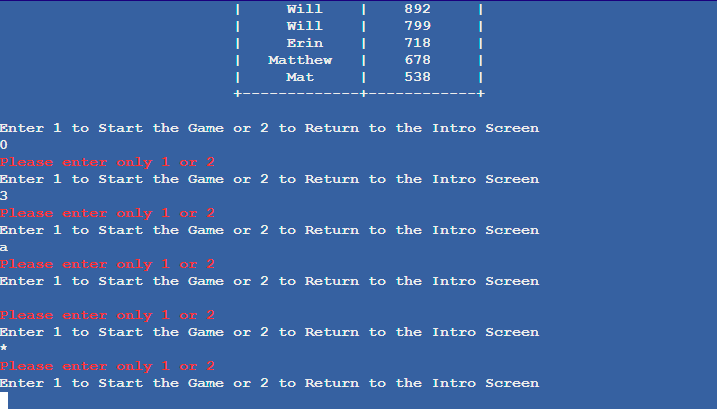 |     Will    |    892     |
|     Will    |    799     |
|     Erin    |    718     |
|   Matthew   |    678     |
|     Mat     |    538     |
+-------------+------------+
Enter 1 to Start the Game or 2 to Return to the Intro Screen
0
Please enter only 1 or 2
Enter 1 to Start the Game or 2 to Return to the Intro Screen
3
Please enter only 1 or 2
Enter 1 to Start the Game or 2 to Return to the Intro Screen
a
Please enter only 1 or 2
Enter 1 to Start the Game or 2 to Return to the Intro Screen
Please enter only 1 or 2
Enter 1 to Start the Game or 2 to Return to the Intro Screen
*
Please enter only 1 or 2
Enter 1 to Start the Game or 2 to Return to the Intro Screen